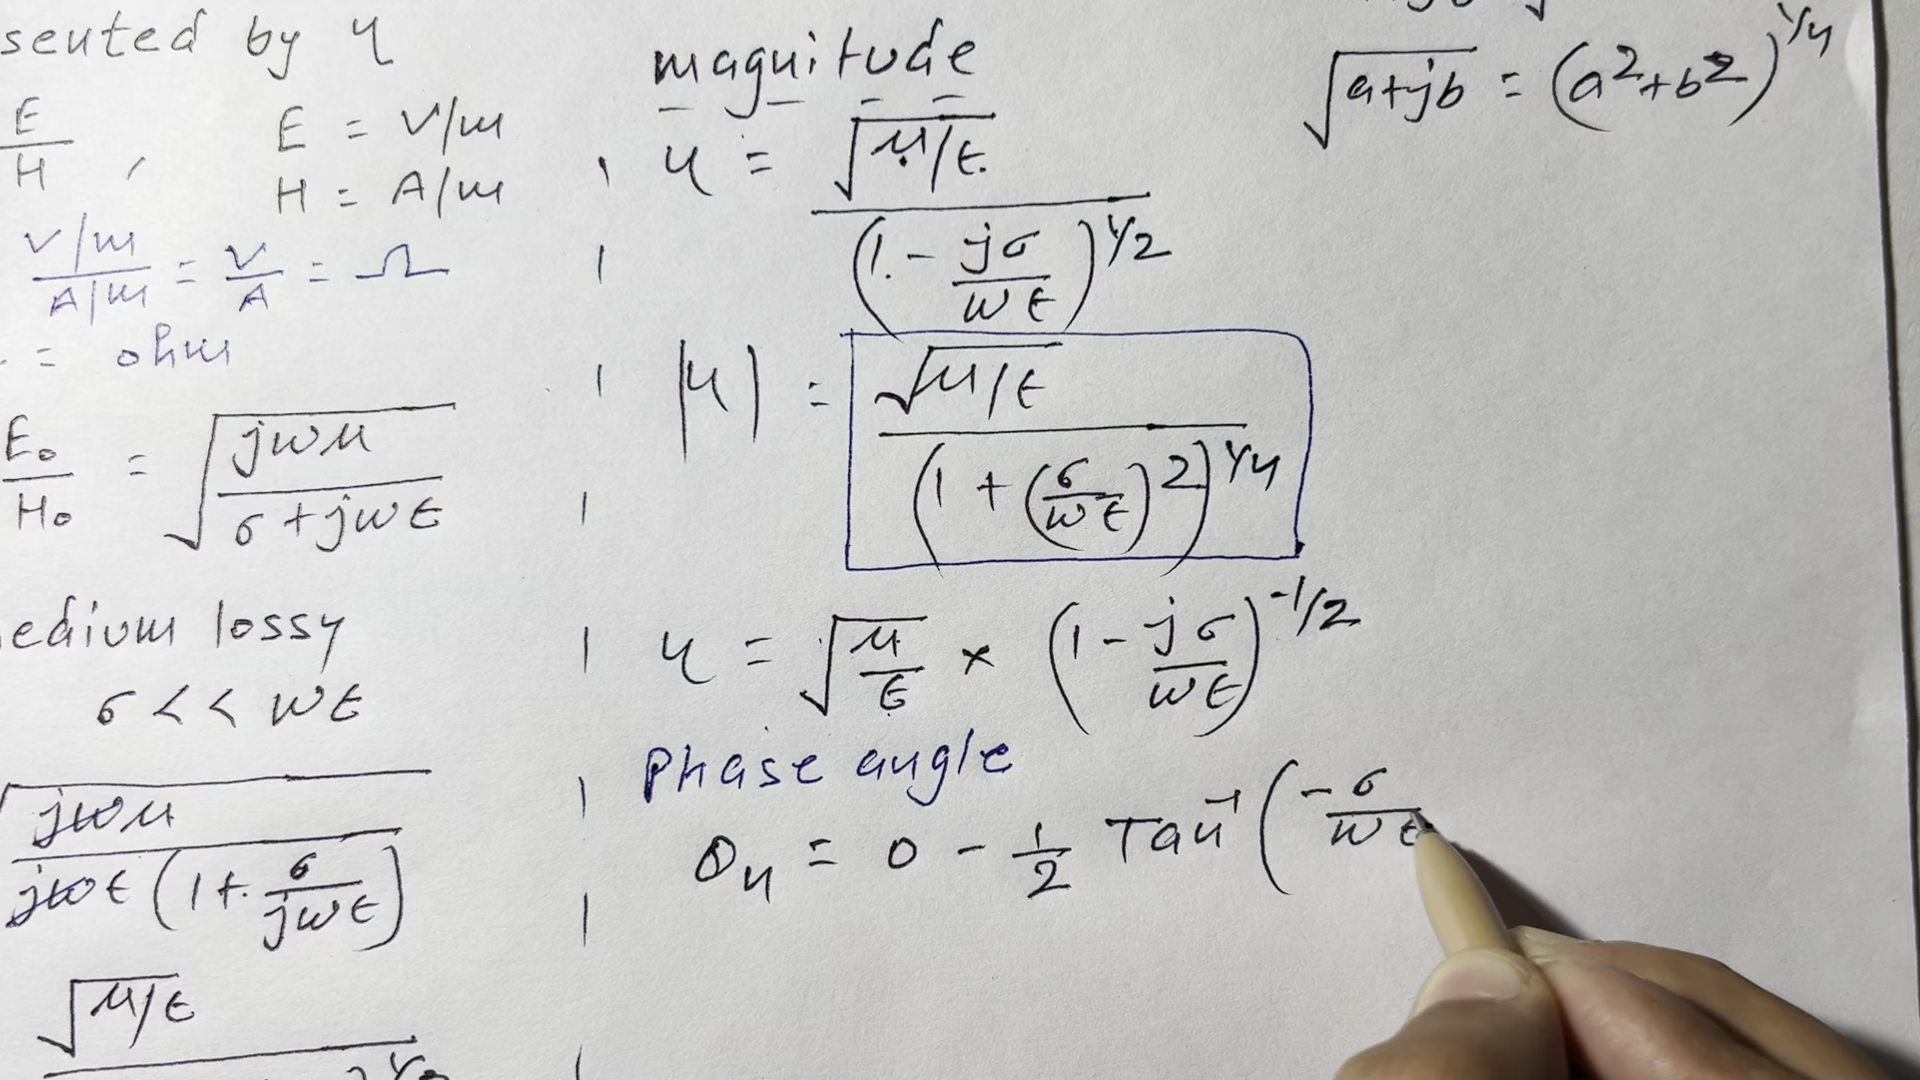 sented by η
E/H , E = V/m
H = A/m
V/m / A/m = V/A = Ω
= ohm
E₀/H₀ = √(jωμ / σ+jωε)
edium lossy
σ << ωε
jωμ / jωε(1+ σ/jωε)
√μ/ε
magnitude
η = √μ/ε / (1 - jσ/ωε)^1/2
|η| = √μ/ε / (1 + (σ/ωε)2)^1/4
η = √(μ/ε) × (1 - jσ/ωε)^-1/2
Phase angle
θη = 0 - 1/2 Tan⁻¹(-σ/ωε
√(a+jb) = (a²+b²)^1/4